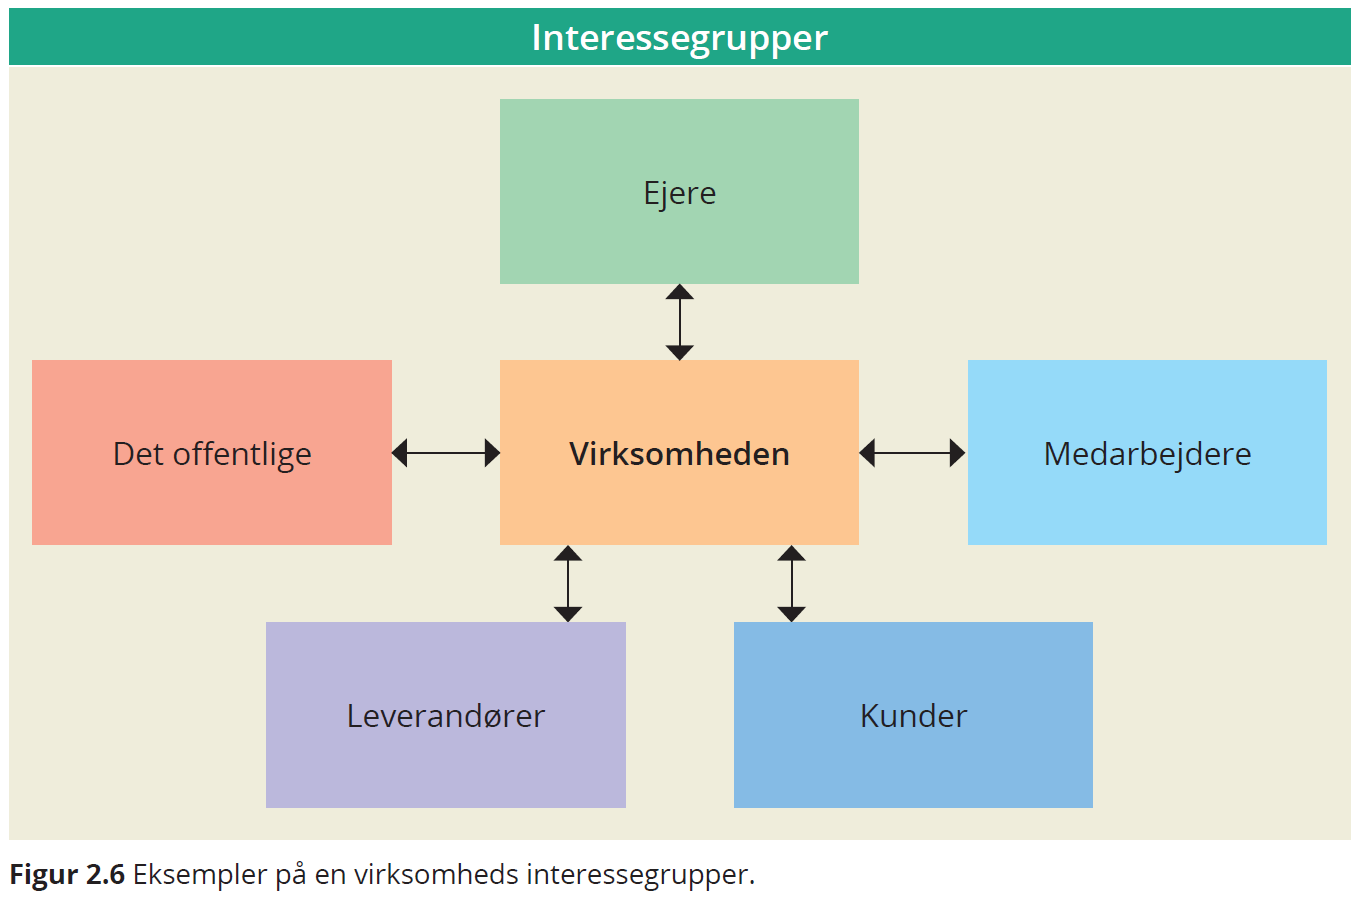 Interessegrupper
Ejere
Det offentlige
Virksomheden
Medarbejdere
Leverandører
Kunder
Figur 2.6 Eksempler på en virksomheds interessegrupper.